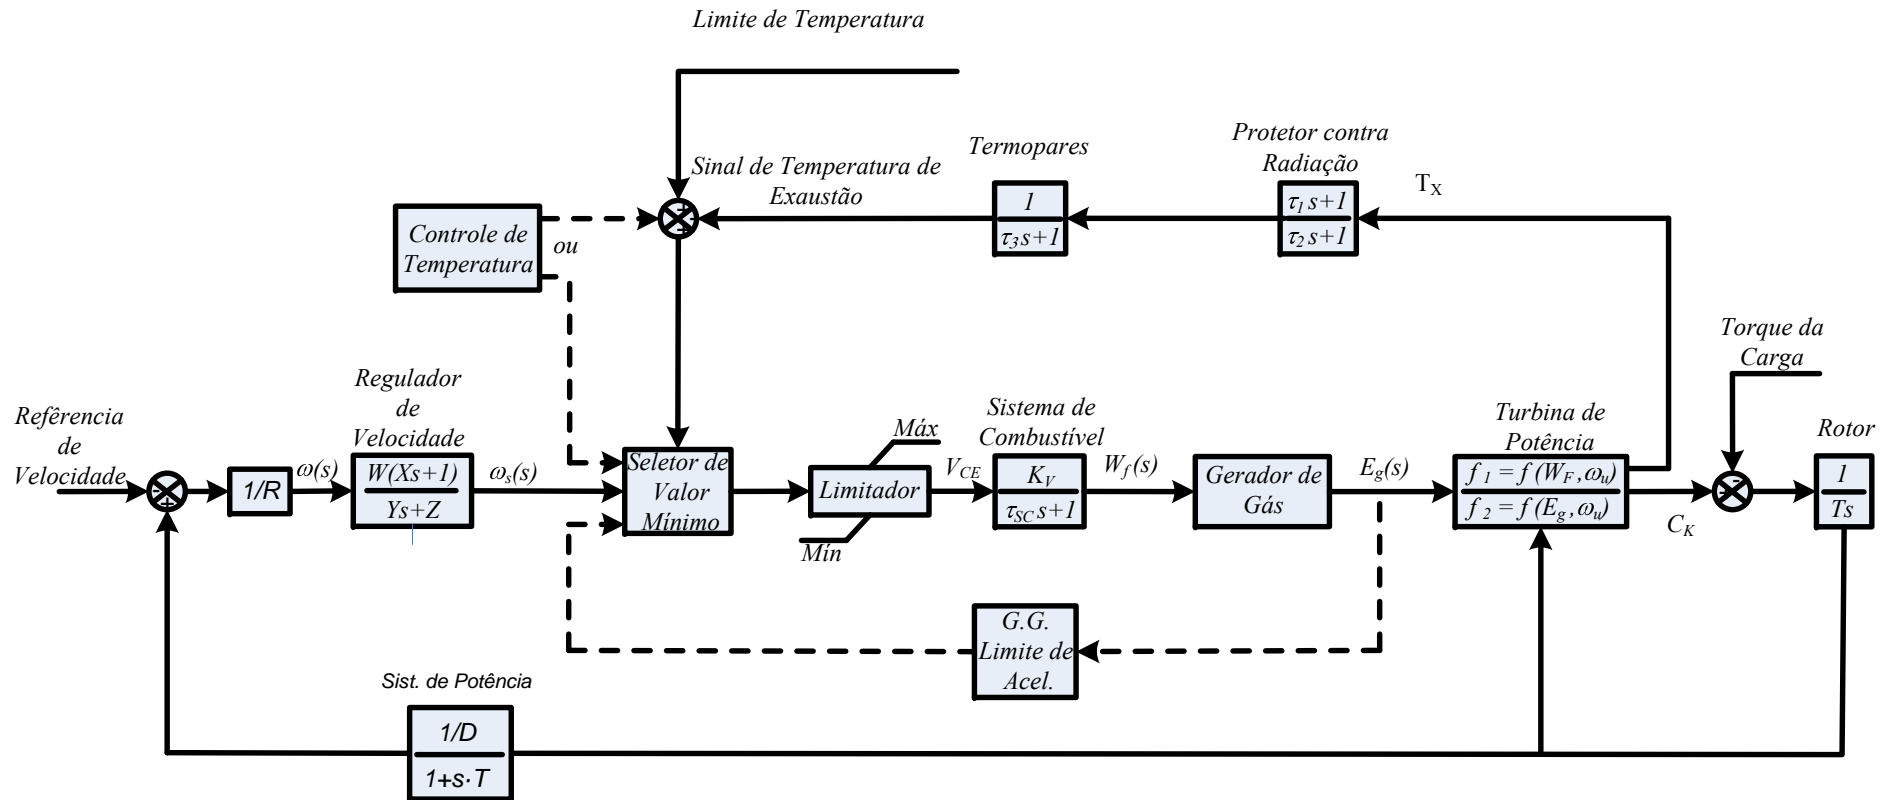 Limite de Temperatura
Protetor contra
Radiação
Termopares
Sinal de Temperatura de
Exaustão
T_X
1
τ₃s+1
τ₁s+1
τ₂s+1
Controle de
Temperatura
ou
Torque da
Carga
Refêrencia
de
Velocidade
Regulador
de
Velocidade
Máx
Sistema de
Combustível
Turbina de
Potência
Rotor
1/R
ω(s)
W(Xs+1)
Ys+Z
ω_s(s)
Seletor de
Valor
Mínimo
Limitador
Mín
V_CE
K_V
τ_SC s+1
W_f(s)
Gerador de
Gás
E_g(s)
f₁ = f(W_F, ω_u)
f₂ = f(E_g, ω_u)
C_K
1
Ts
G.G.
Limite de
Acel.
Sist. de Potência
1/D
1+s·T